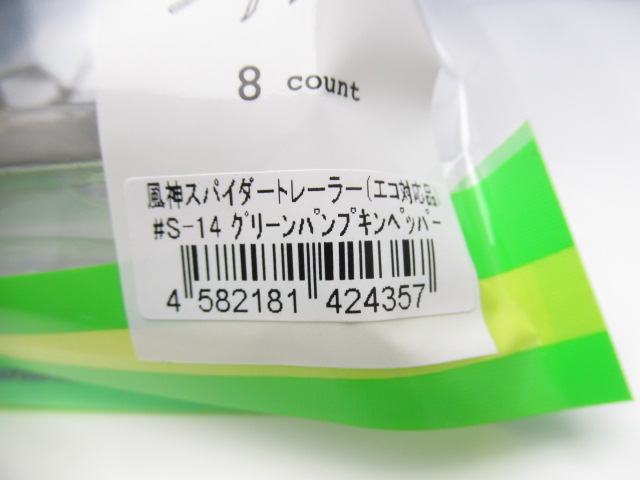 8 count
風神スパイダートレーラー(エコ対応品)
#S-14 グリーンパンプキンペッパー
4 582181 424357